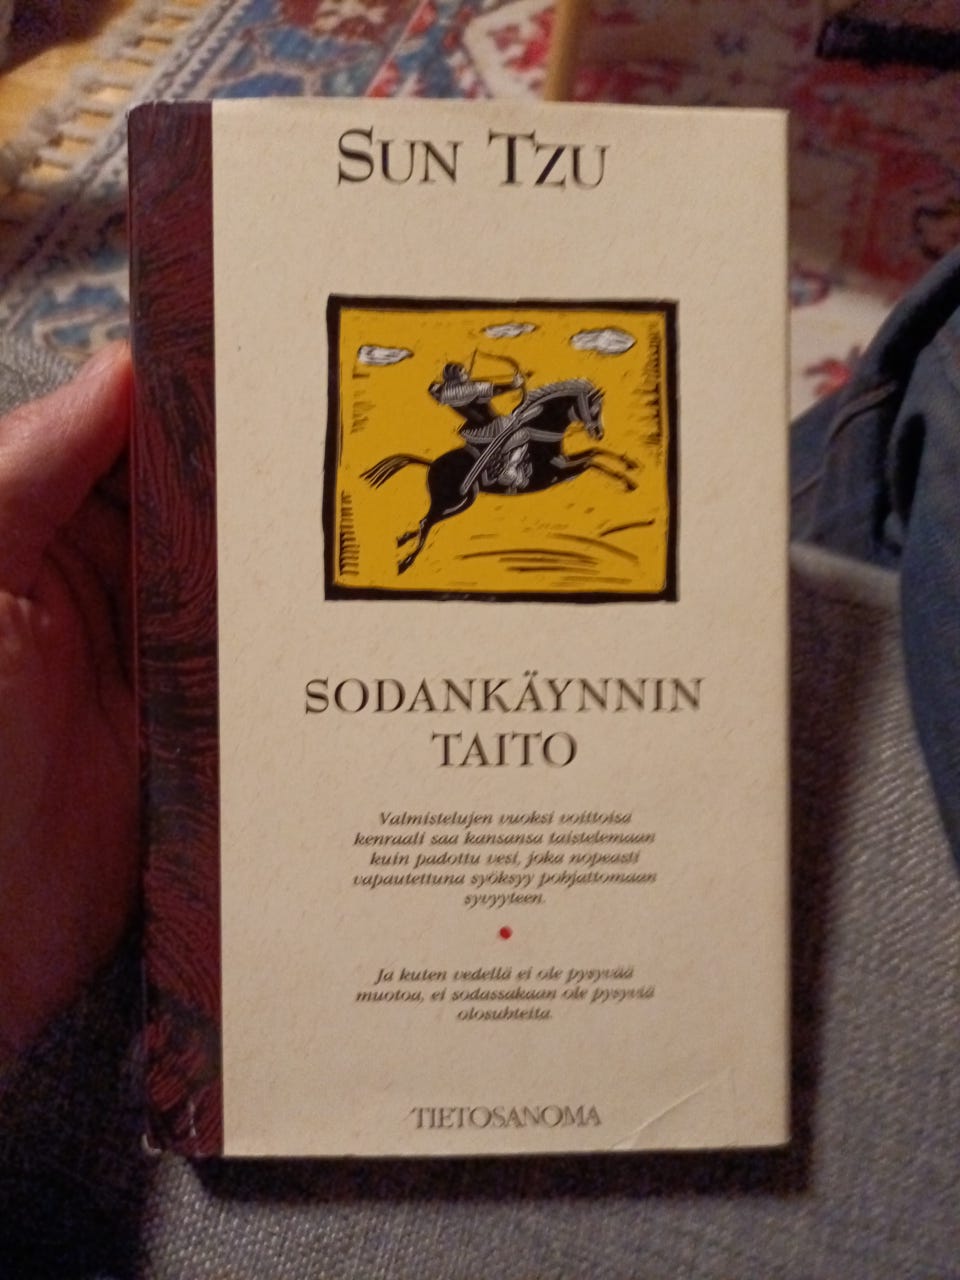 SUN TZU
SODANKÄYNNIN
TAITO
Valmistelujen vuoksi voittoisa
kenraali saa kansansa taistelemaan
kuin padottu vesi, joka nopeasti
vapautettuna syöksyy pohjattomaan
syvyyteen.
Ja kuten vedellä ei ole pysyvää
muotoa, ei sodassakaan ole pysyviä
olosuhteita.
TIETOSANOMA